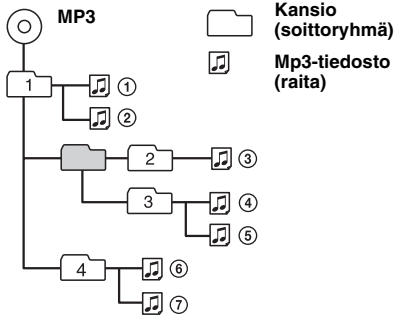 MP3
Kansio
(soittoryhmä)
Mp3-tiedosto
(raita)
1
①
②
2
③
3
④
⑤
4
⑥
⑦